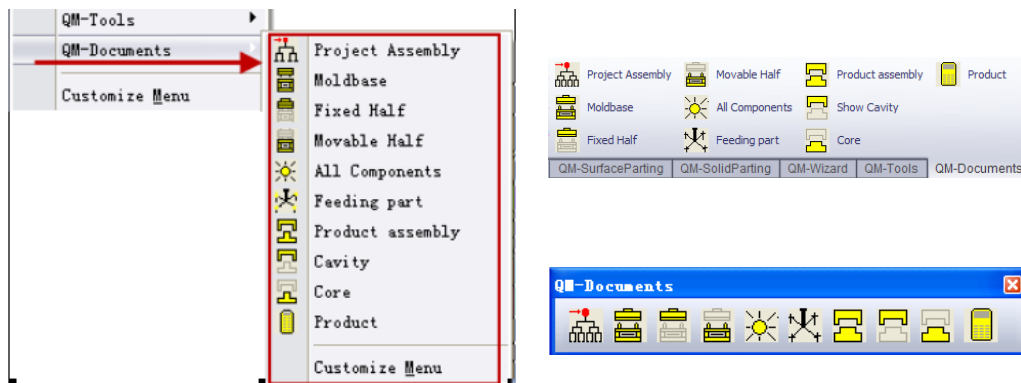 QM-Tools
QM-Documents
Customize Menu
Project Assembly
Moldbase
Fixed Half
Movable Half
All Components
Feeding part
Product assembly
Cavity
Core
Product
Customize Menu
Project Assembly Movable Half Product assembly Product
Moldbase All Components Show Cavity
Fixed Half Feeding part Core
QM-SurfaceParting QM-SolidParting QM-Wizard QM-Tools QM-Documents
QM-Documents